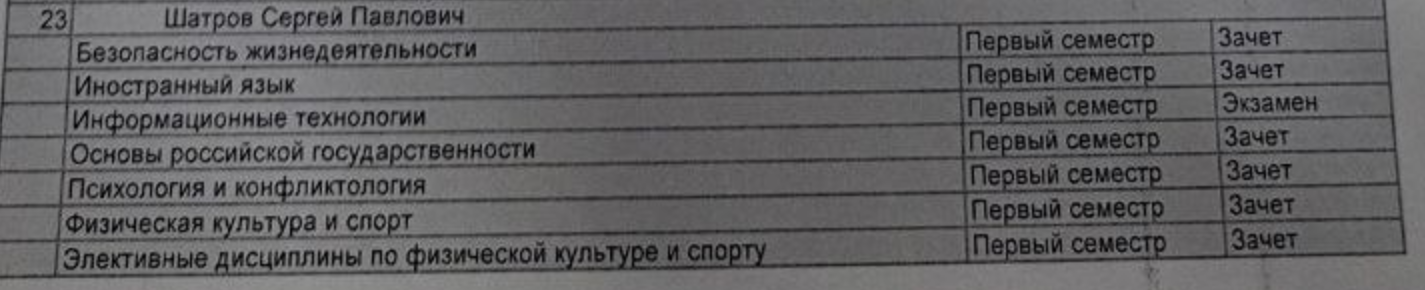 23 Шатров Сергей Павлович
Безопасность жизнедеятельности Первый семестр Зачет
Иностранный язык Первый семестр Зачет
Информационные технологии Первый семестр Экзамен
Основы российской государственности Первый семестр Зачет
Психология и конфликтология Первый семестр Зачет
Физическая культура и спорт Первый семестр Зачет
Элективные дисциплины по физической культуре и спорту Первый семестр Зачет